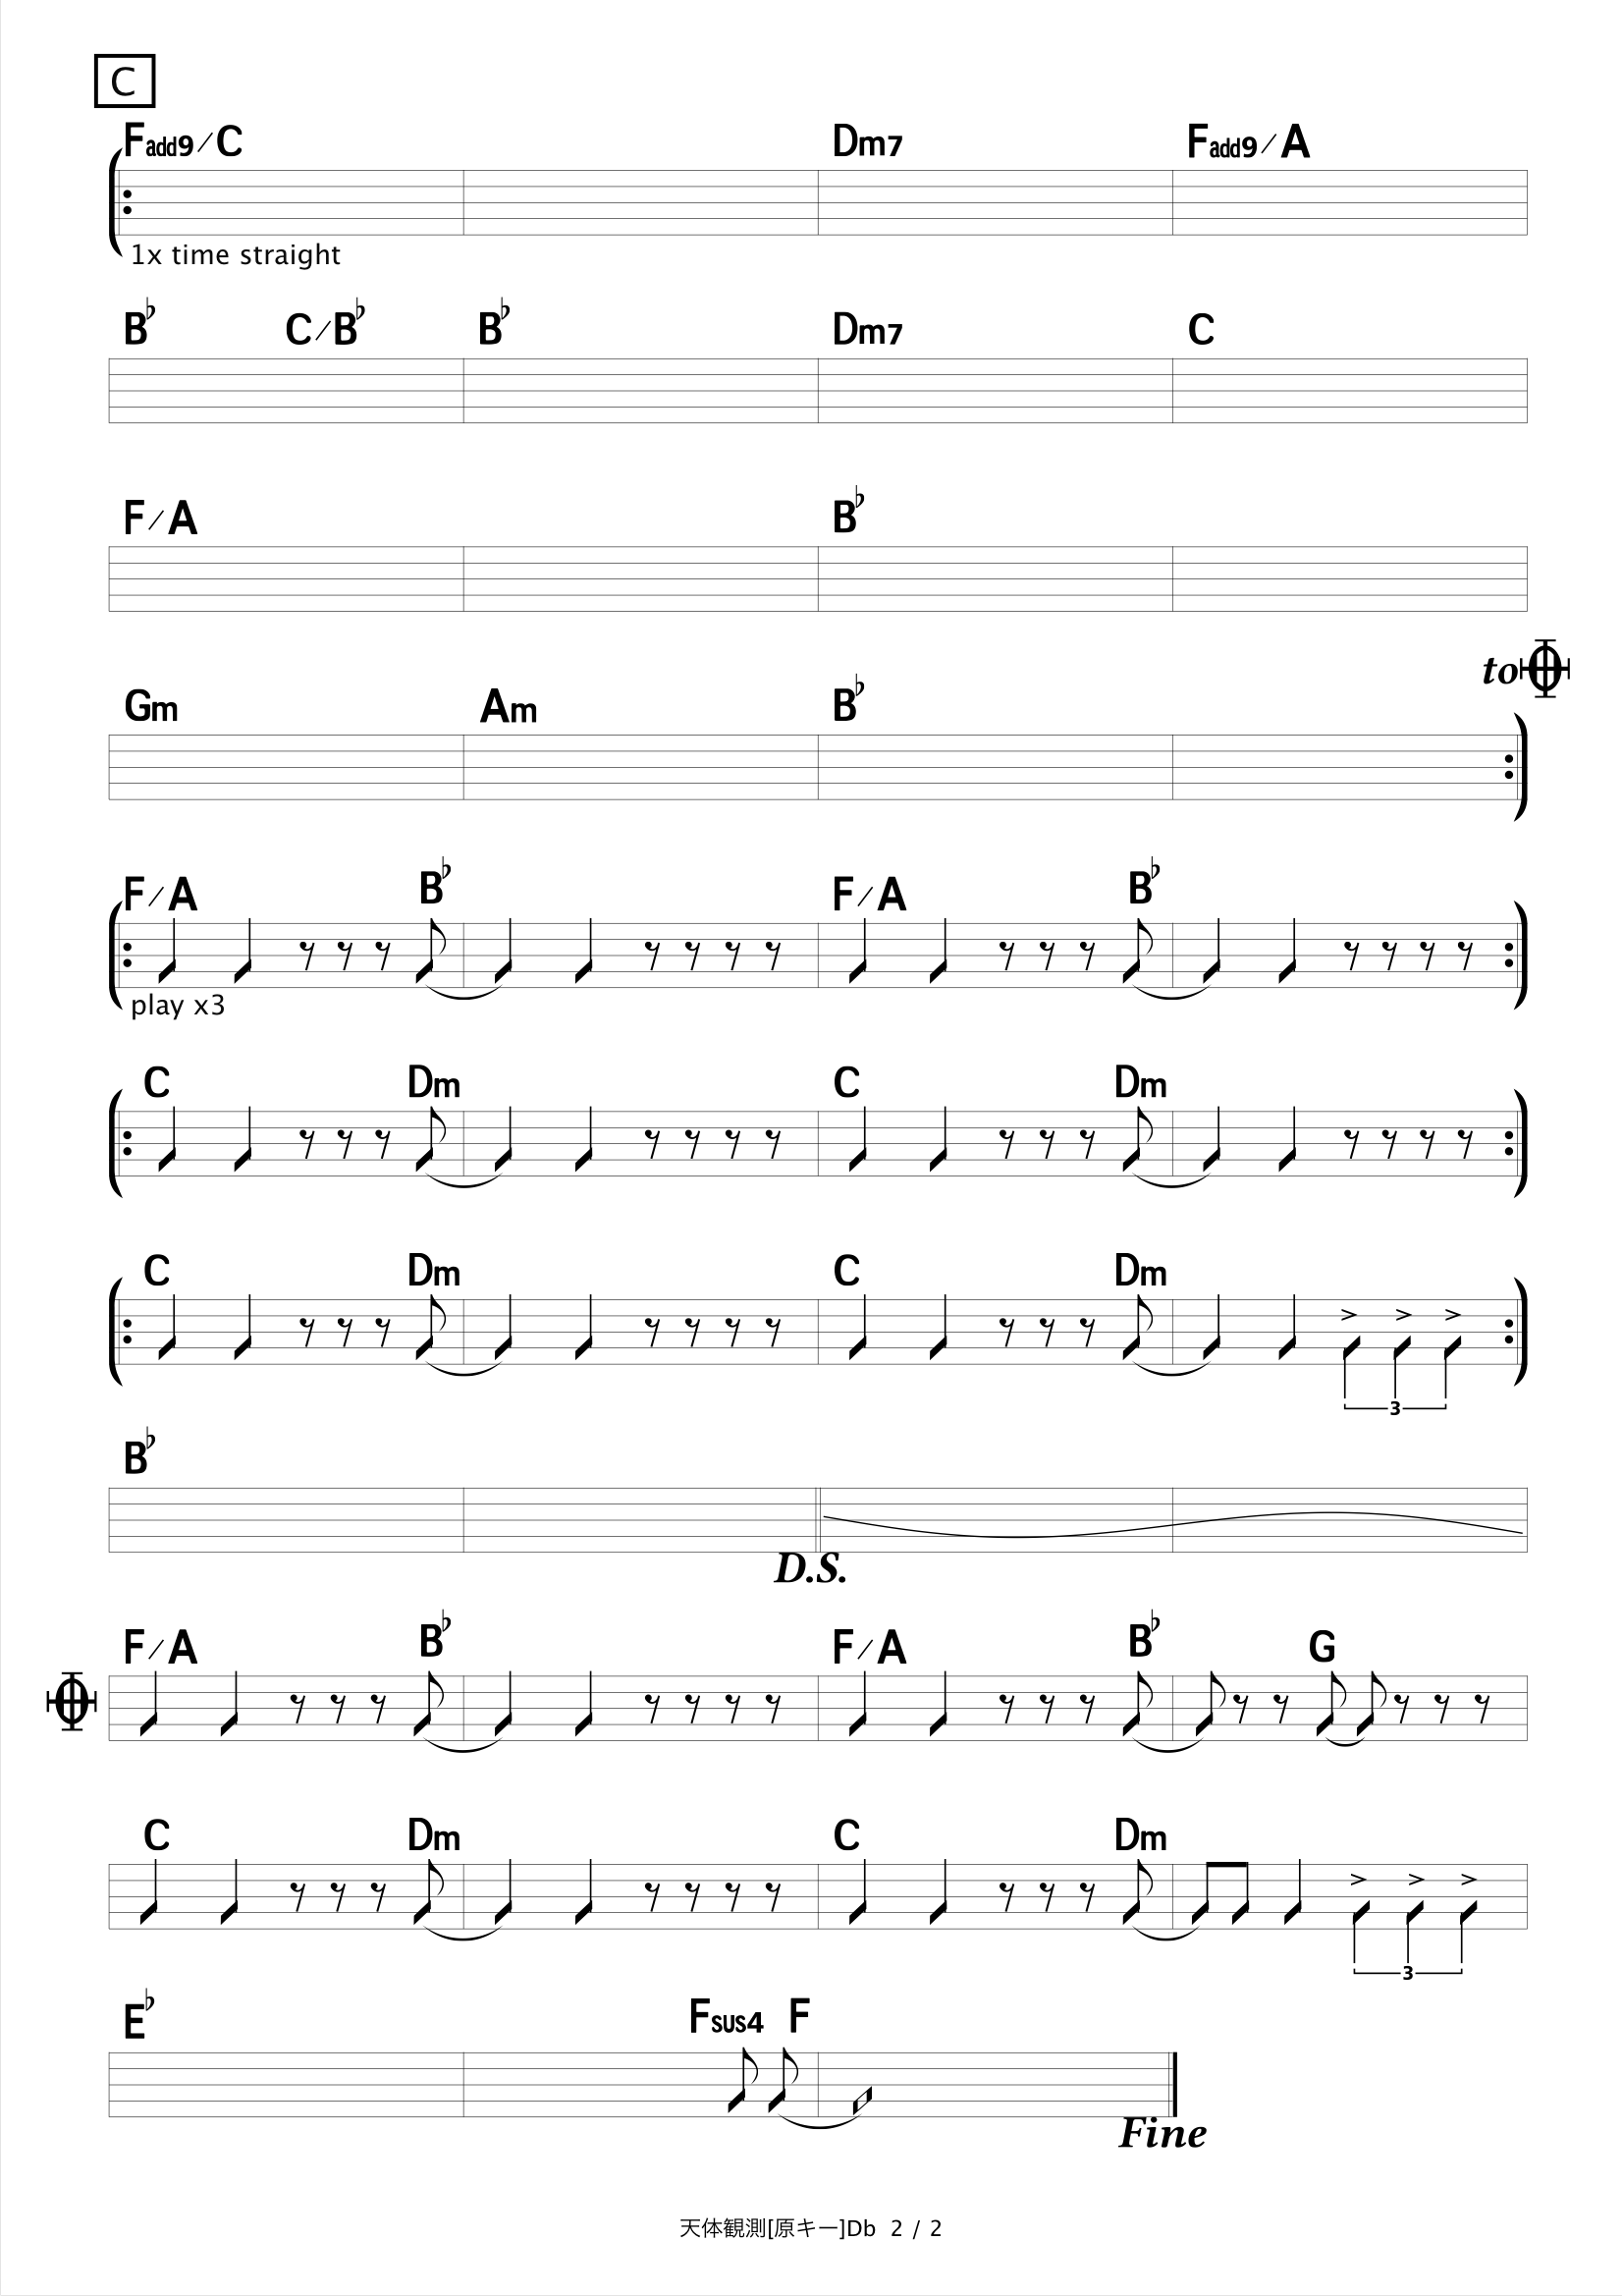 C
Fadd9/C Dm7 Fadd9/A
1x time straight
B♭ C/B♭ B♭ Dm7 C
F/A B♭
to
Gm Am B♭
F/A B♭ F/A B♭
play x3
C Dm C Dm
C Dm C Dm
3
B♭
D.S.
F/A B♭ F/A B♭ G
C Dm C Dm
3
E♭ Fsus4 F
Fine
天体観測[原キー]Db 2 / 2